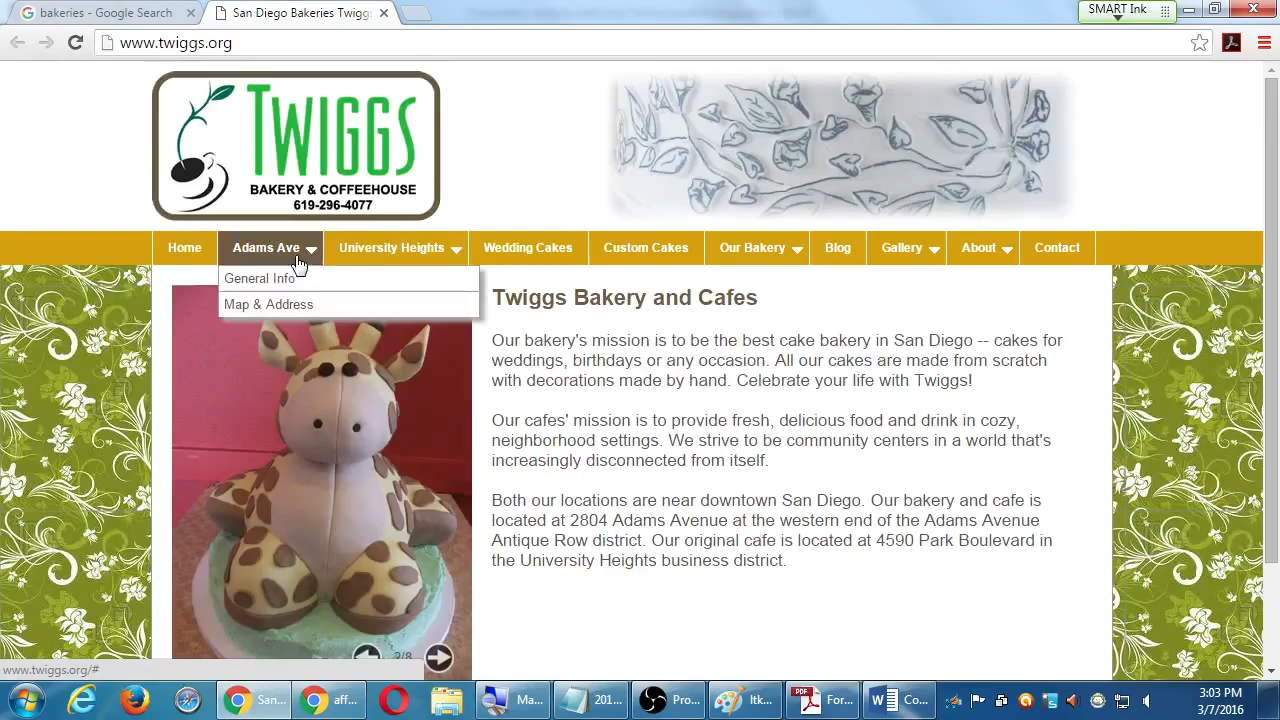 bakeries - Google Search
San Diego Bakeries Twiggs
SMART Ink
www.twiggs.org
TWIGGS
BAKERY & COFFEEHOUSE
619-296-4077
Home Adams Ave University Heights Wedding Cakes Custom Cakes Our Bakery Blog Gallery About Contact
General Info
Map & Address
Twiggs Bakery and Cafes
Our bakery's mission is to be the best cake bakery in San Diego -- cakes for
weddings, birthdays or any occasion. All our cakes are made from scratch
with decorations made by hand. Celebrate your life with Twiggs!
Our cafes' mission is to provide fresh, delicious food and drink in cozy,
neighborhood settings. We strive to be community centers in a world that's
increasingly disconnected from itself.
Both our locations are near downtown San Diego. Our bakery and cafe is
located at 2804 Adams Avenue at the western end of the Adams Avenue
Antique Row district. Our original cafe is located at 4590 Park Boulevard in
the University Heights business district.
2/8
www.twiggs.org/#
San... aff... Ma... 201... Pro... ltk... PDF For... Co...
3:03 PM
3/7/2016